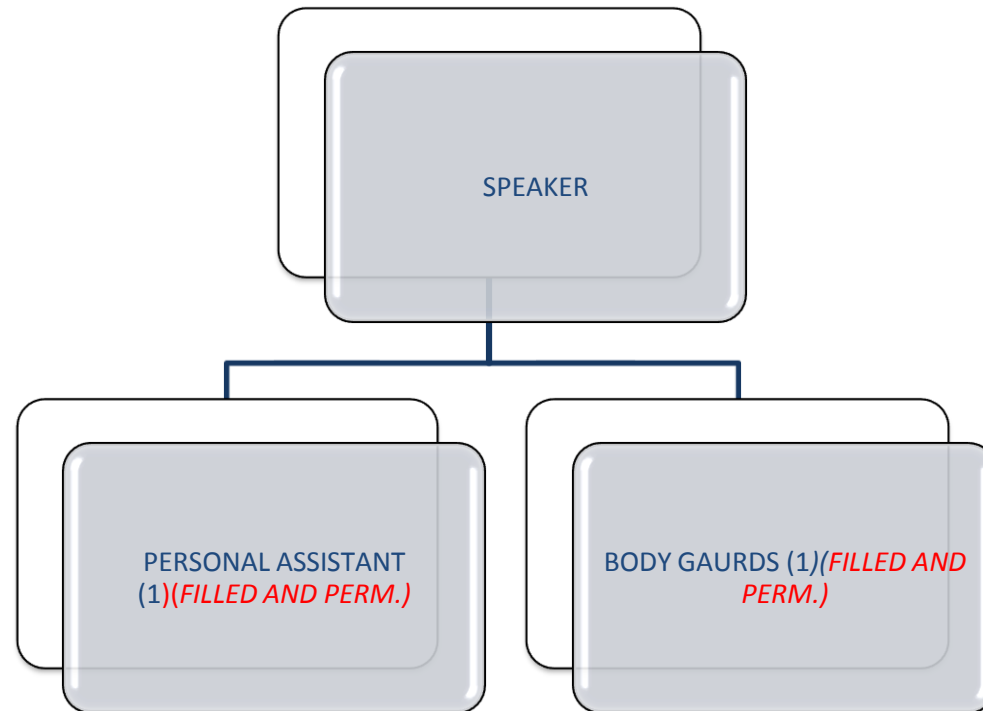 SPEAKER
PERSONAL ASSISTANT
(1)(FILLED AND PERM.)
BODY GAURDS (1)(FILLED AND
PERM.)